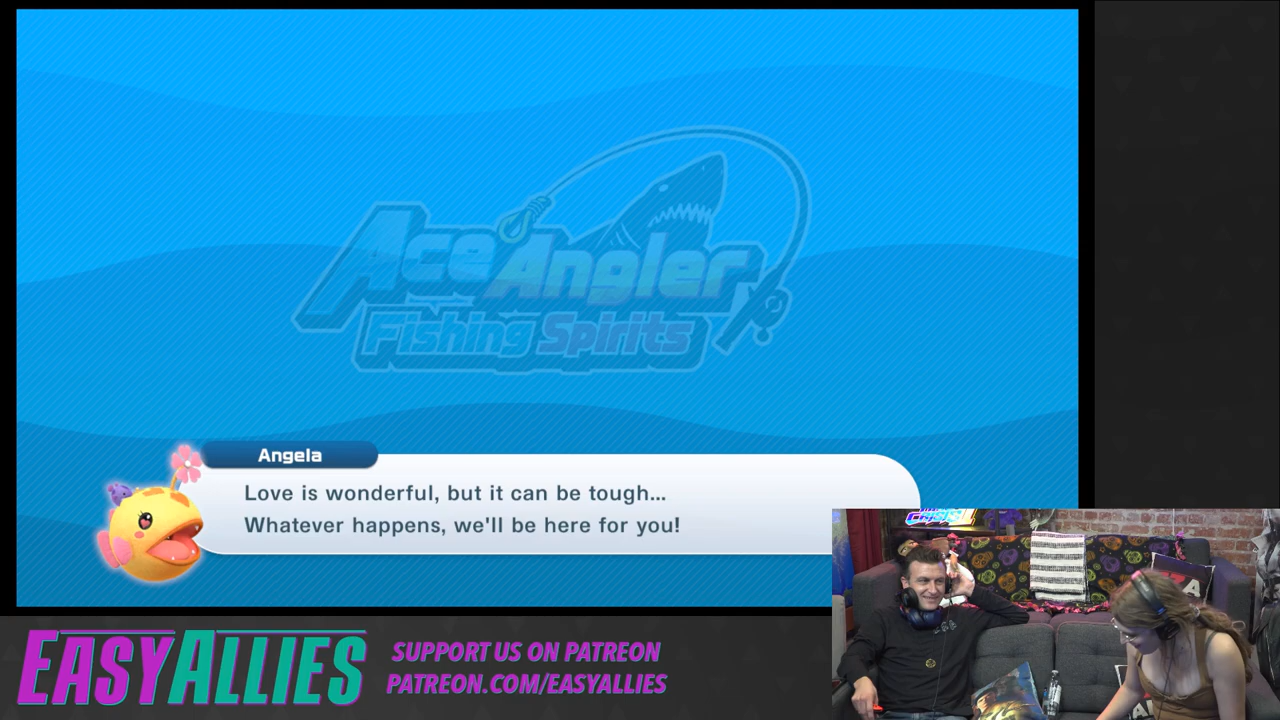 Ace Angler
Fishing Spirits
Angela
Love is wonderful, but it can be tough...
Whatever happens, we'll be here for you!
EASYALLIES
SUPPORT US ON PATREON
PATREON.COM/EASYALLIES